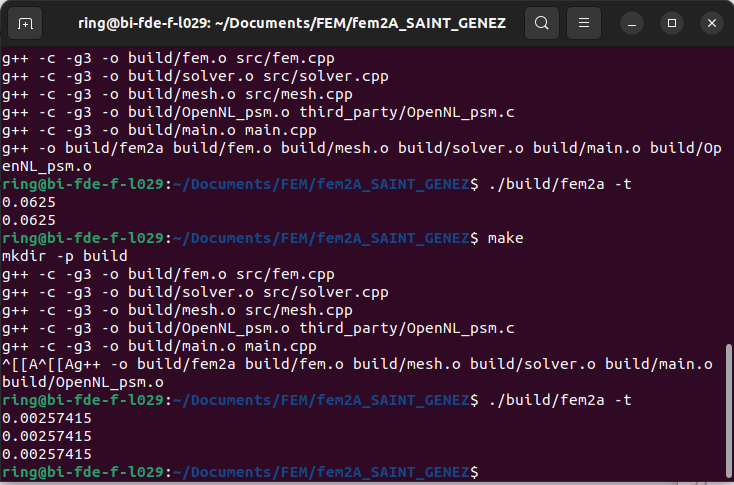 ring@bi-fde-f-l029: ~/Documents/FEM/fem2A_SAINT_GENEZ
g++ -c -g3 -o build/fem.o src/fem.cpp
g++ -c -g3 -o build/solver.o src/solver.cpp
g++ -c -g3 -o build/mesh.o src/mesh.cpp
g++ -c -g3 -o build/OpenNL_psm.o third_party/OpenNL_psm.c
g++ -c -g3 -o build/main.o main.cpp
g++ -o build/fem2a build/fem.o build/mesh.o build/solver.o build/main.o build/Op
enNL_psm.o
ring@bi-fde-f-l029:~/Documents/FEM/fem2A_SAINT_GENEZ$ ./build/fem2a -t
0.0625
0.0625
ring@bi-fde-f-l029:~/Documents/FEM/fem2A_SAINT_GENEZ$ make
mkdir -p build
g++ -c -g3 -o build/fem.o src/fem.cpp
g++ -c -g3 -o build/solver.o src/solver.cpp
g++ -c -g3 -o build/mesh.o src/mesh.cpp
g++ -c -g3 -o build/OpenNL_psm.o third_party/OpenNL_psm.c
g++ -c -g3 -o build/main.o main.cpp
^[[A^[[Ag++ -o build/fem2a build/fem.o build/mesh.o build/solver.o build/main.o
build/OpenNL_psm.o
ring@bi-fde-f-l029:~/Documents/FEM/fem2A_SAINT_GENEZ$ ./build/fem2a -t
0.00257415
0.00257415
0.00257415
ring@bi-fde-f-l029:~/Documents/FEM/fem2A_SAINT_GENEZ$